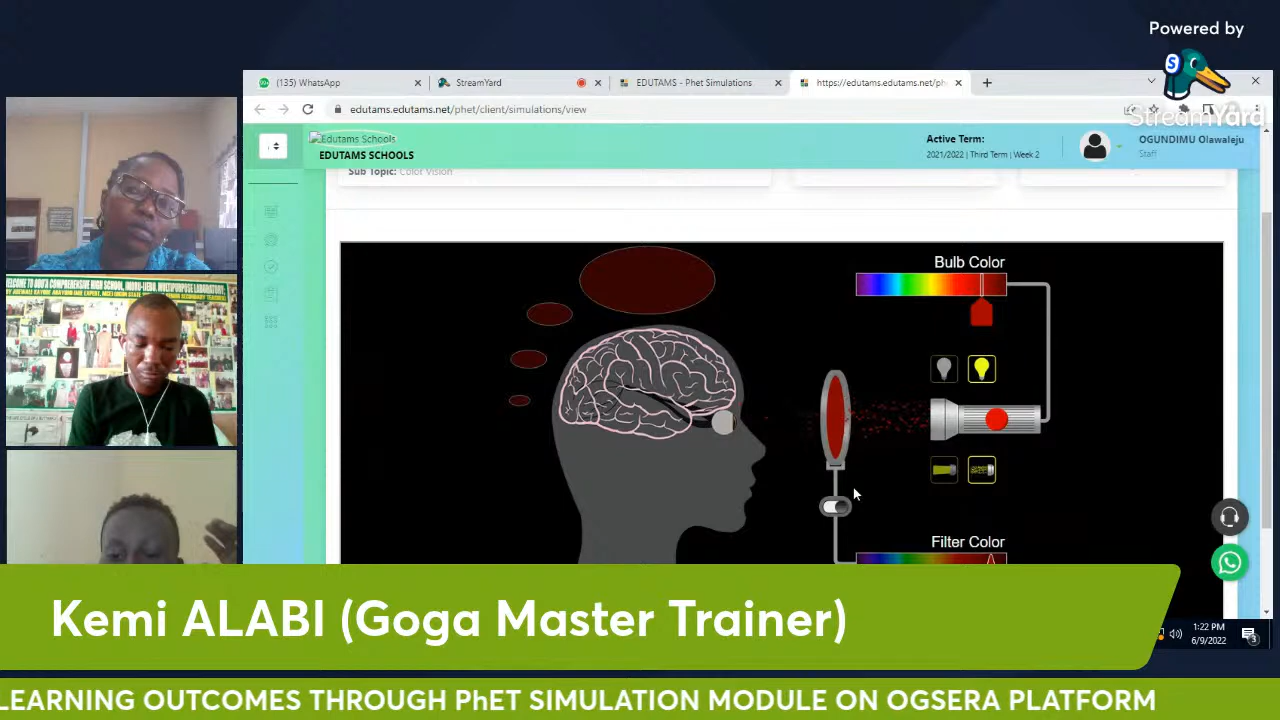 Powered by
StreamYard
(135) WhatsApp
StreamYard
EDUTAMS - Phet Simulations
https://edutams.edutams.net/ph
edutams.edutams.net/phet/client/simulations/view
Edutams Schools
EDUTAMS SCHOOLS
Active Term:
2021/2022 | Third Term | Week 2
OGUNDIMU Olawaleju
Staff
Sub Topic: Color Vision
Bulb Color
Filter Color
1:22 PM
6/9/2022
3
Kemi ALABI (Goga Master Trainer)
LEARNING OUTCOMES THROUGH PhET SIMULATION MODULE ON OGSERA PLATFORM